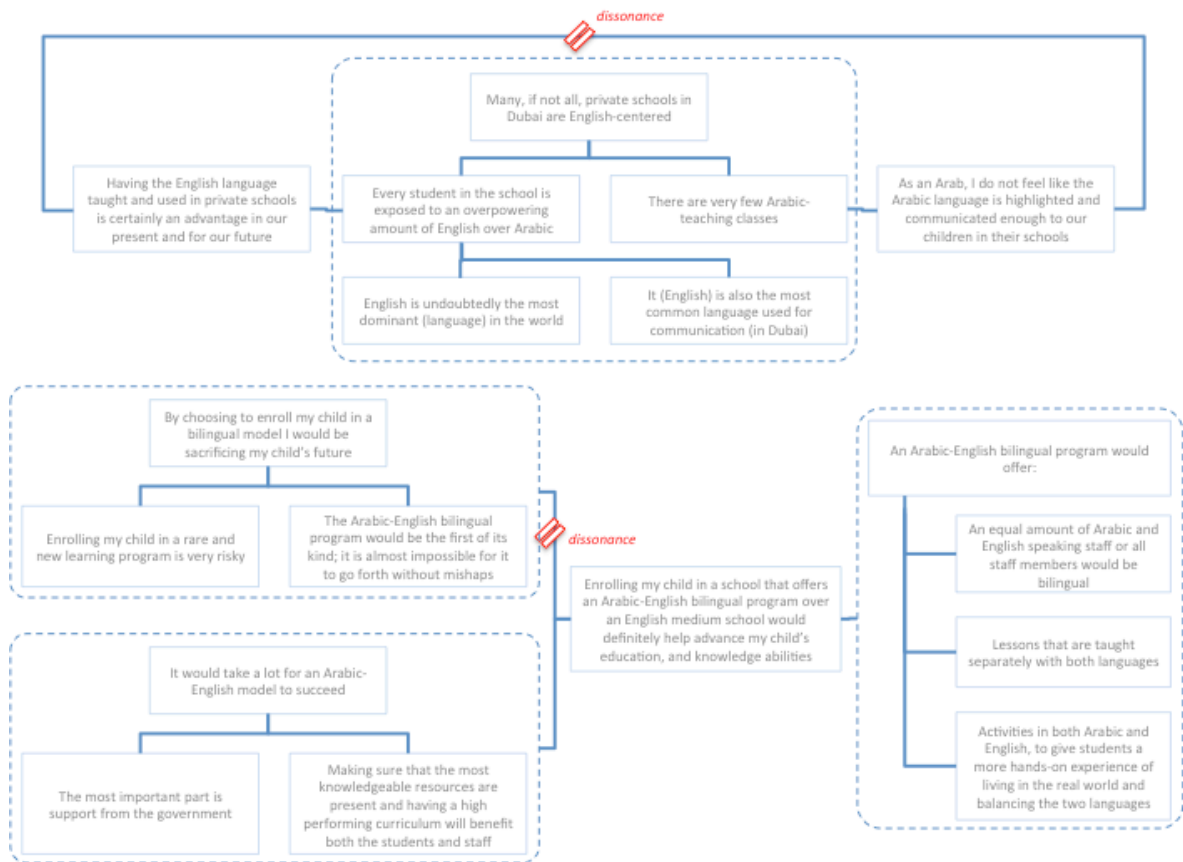 dissonance
Many, if not all, private schools in
Dubai are English-centered
Having the English language
taught and used in private schools
is certainly an advantage in our
present and for our future
Every student in the school is
exposed to an overpowering
amount of English over Arabic
There are very few Arabic-
teaching classes
As an Arab, I do not feel like the
Arabic language is highlighted and
communicated enough to our
children in their schools
English is undoubtedly the most
dominant (language) in the world
It (English) is also the most
common language used for
communication (in Dubai)
By choosing to enroll my child in a
bilingual model I would be
sacrificing my child's future
Enrolling my child in a rare and
new learning program is very risky
The Arabic-English bilingual
program would be the first of its
kind; it is almost impossible for it
to go forth without mishaps
dissonance
It would take a lot for an Arabic-
English model to succeed
The most important part is
support from the government
Making sure that the most
knowledgeable resources are
present and having a high
performing curriculum will benefit
both the students and staff
Enrolling my child in a school that offers
an Arabic-English bilingual program over
an English medium school would
definitely help advance my child's
education, and knowledge abilities
An Arabic-English bilingual program would
offer:
An equal amount of Arabic and
English speaking staff or all
staff members would be
bilingual
Lessons that are taught
separately with both languages
Activities in both Arabic and
English, to give students a
more hands-on experience of
living in the real world and
balancing the two languages